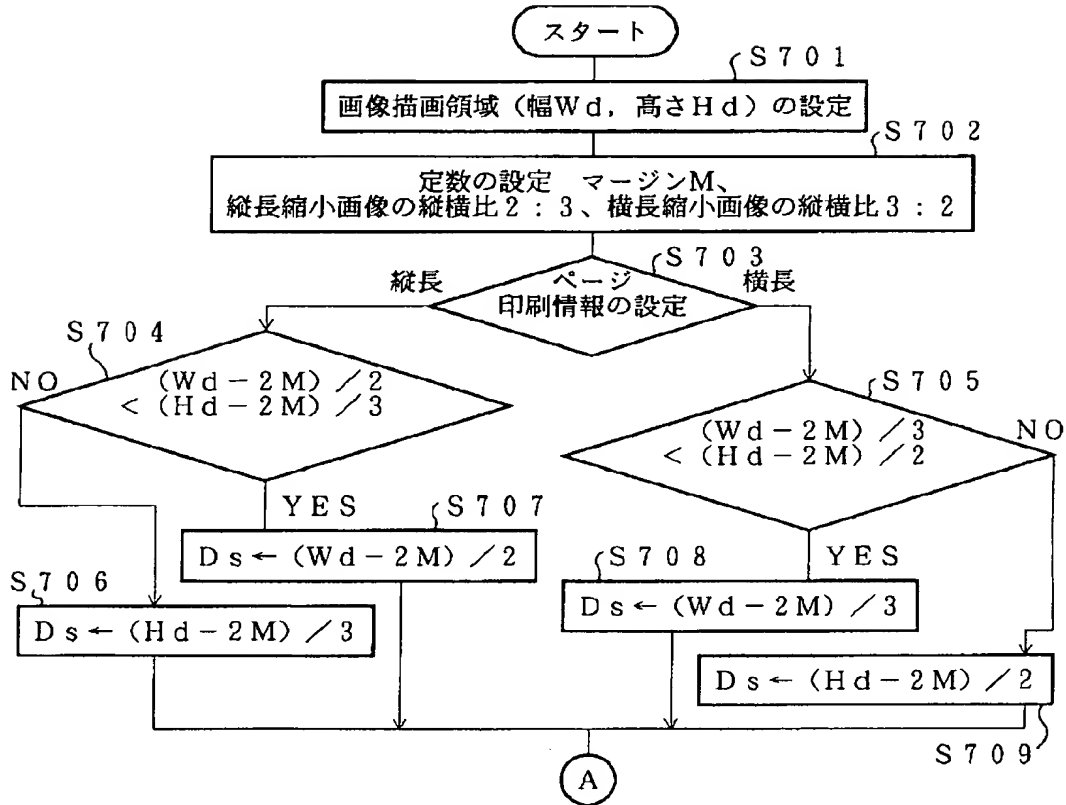 スタート
S701
画像描画領域（幅Wd，高さHd）の設定
S702
定数の設定　マージンM、
縦長縮小画像の縦横比2：3、横長縮小画像の縦横比3：2
S703
縦長
ページ
印刷情報の設定
横長
S704
NO
(Wd－2M)／2
＜(Hd－2M)／3
YES
S705
(Wd－2M)／3
＜(Hd－2M)／2
NO
YES
S707
Ds←(Wd－2M)／2
S706
Ds←(Hd－2M)／3
S708
Ds←(Wd－2M)／3
Ds←(Hd－2M)／2
S709
A